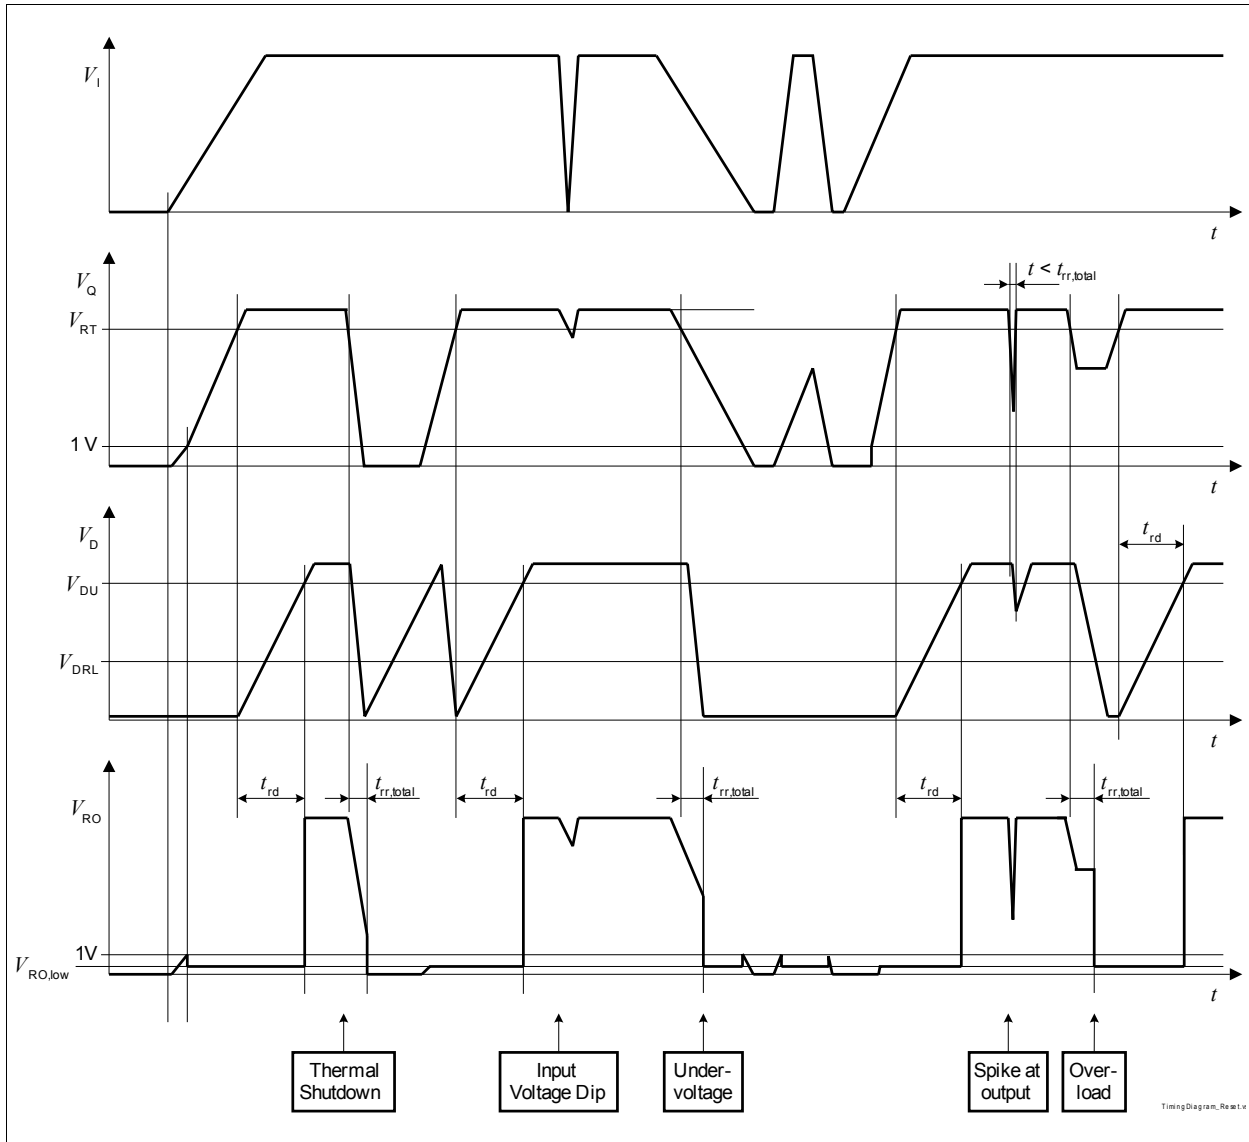 V_I
t
V_Q
t < t_rr,total
V_RT
1 V
t
V_D
t_rd
V_DU
V_DRL
t
V_RO
t_rd
t_rr,total
t_rd
t_rr,total
t_rd
t_rr,total
1V
V_RO,low
t
Thermal
Shutdown
Input
Voltage Dip
Under-
voltage
Spike at
output
Over-
load
TimingDiagram_Reset.vs